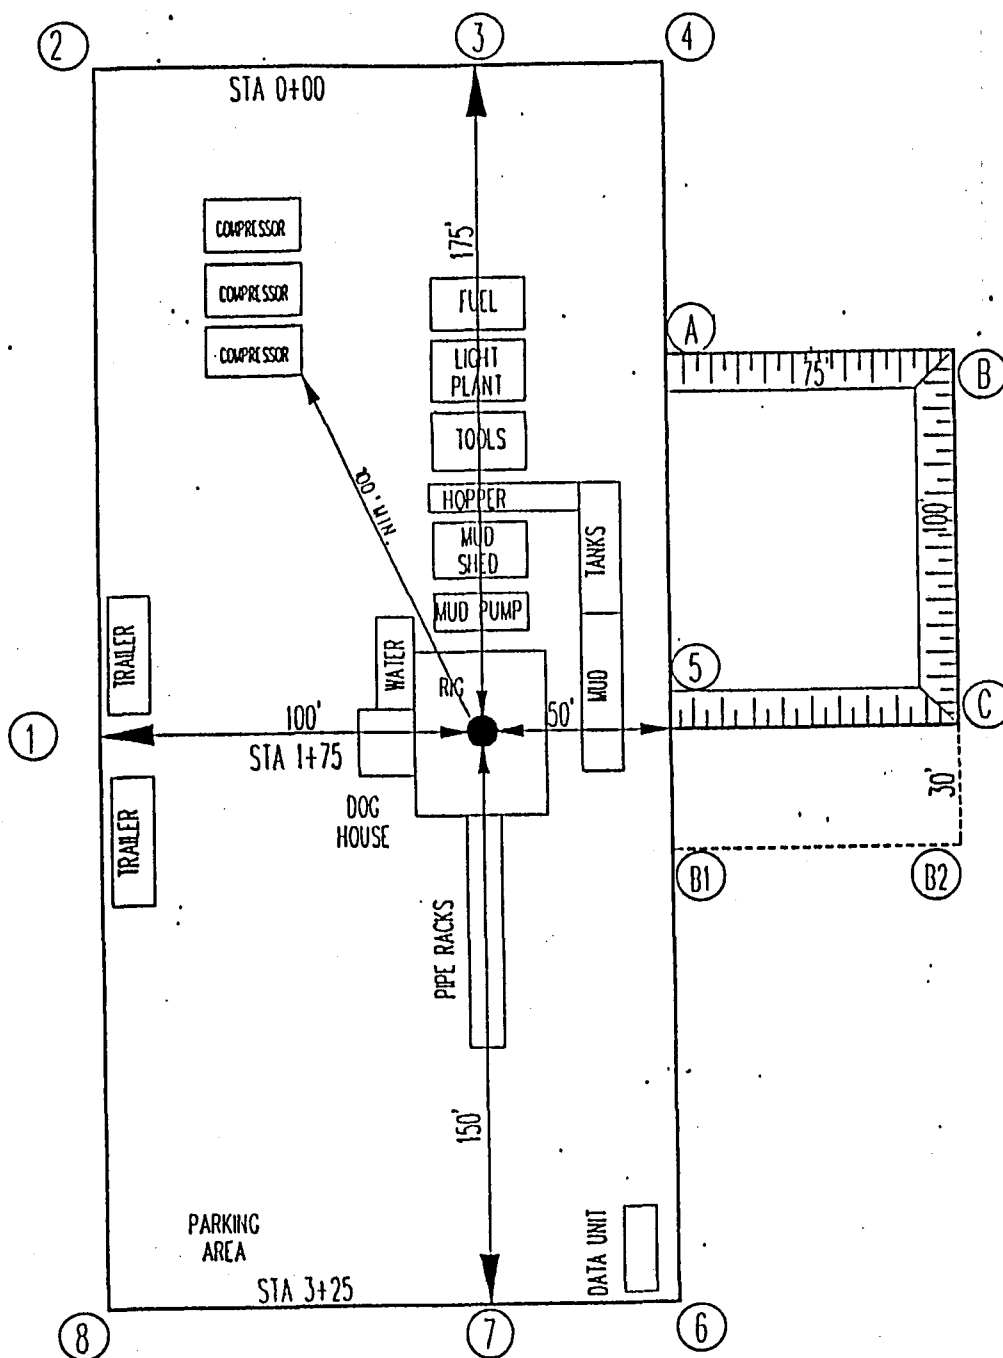 2
3
4
STA 0+00
COMPRESSOR
COMPRESSOR
COMPRESSOR
175'
FUEL
LIGHT
PLANT
TOOLS
HOPPER
MUD
SHED
MUD PUMP
TANKS
MUD
A
75'
B
100'
5
C
100' MIN.
TRAILER
WATER
RIG
1
100'
STA 1+75
50'
30'
TRAILER
DOG
HOUSE
B1
B2
PIPE RACKS
150'
PARKING
AREA
DATA UNIT
STA 3+25
8
7
6